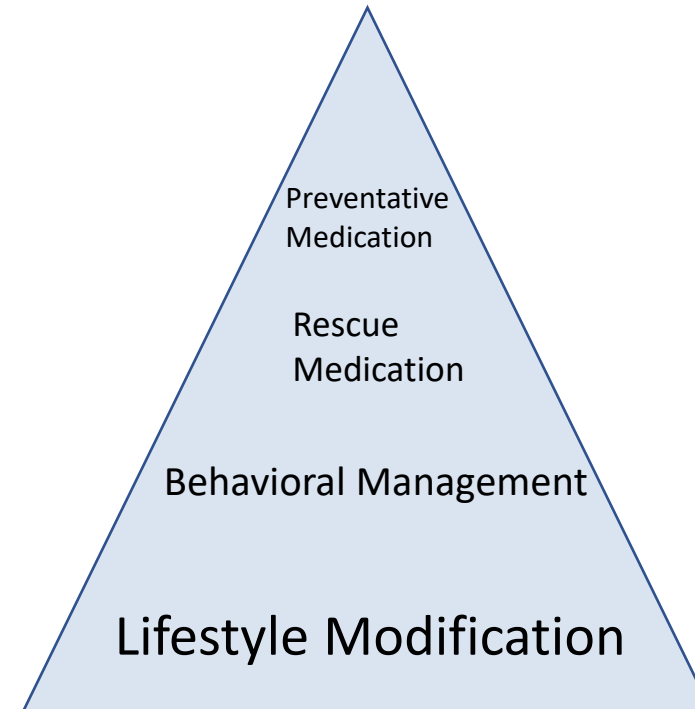 Preventative
Medication
Rescue
Medication
Behavioral Management
Lifestyle Modification